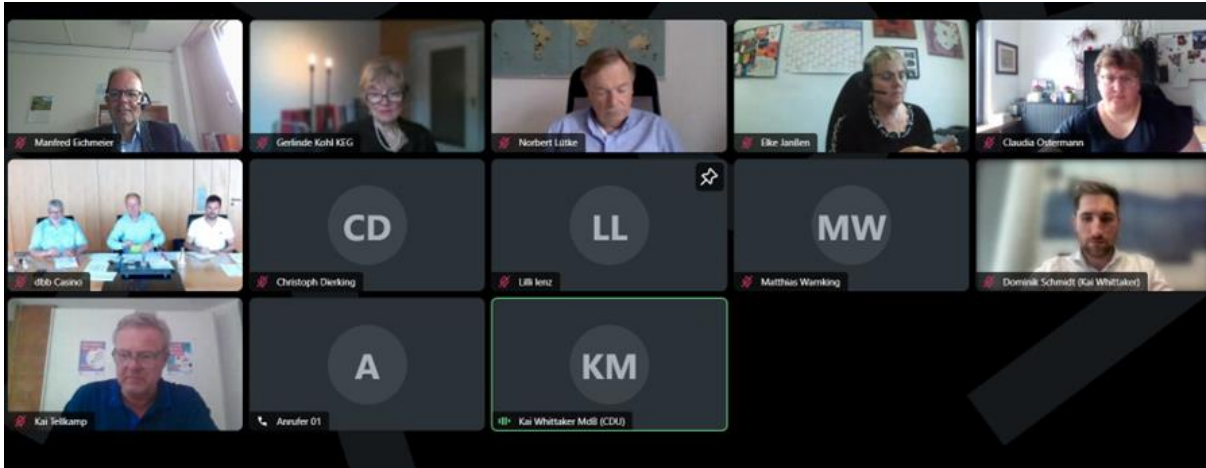 Manfred Eichmeier
Gerlinde Kohl KEG
Norbert Lütke
Elke Janßen
Claudia Ostermann
dbb Casino
CD
Christoph Dierking
LL
Lilli lenz
MW
Matthias Warnking
Dominik Schmidt (Kai Whittaker)
Kai Tellkamp
A
Anrufer 01
KM
Kai Whittaker MdB (CDU)